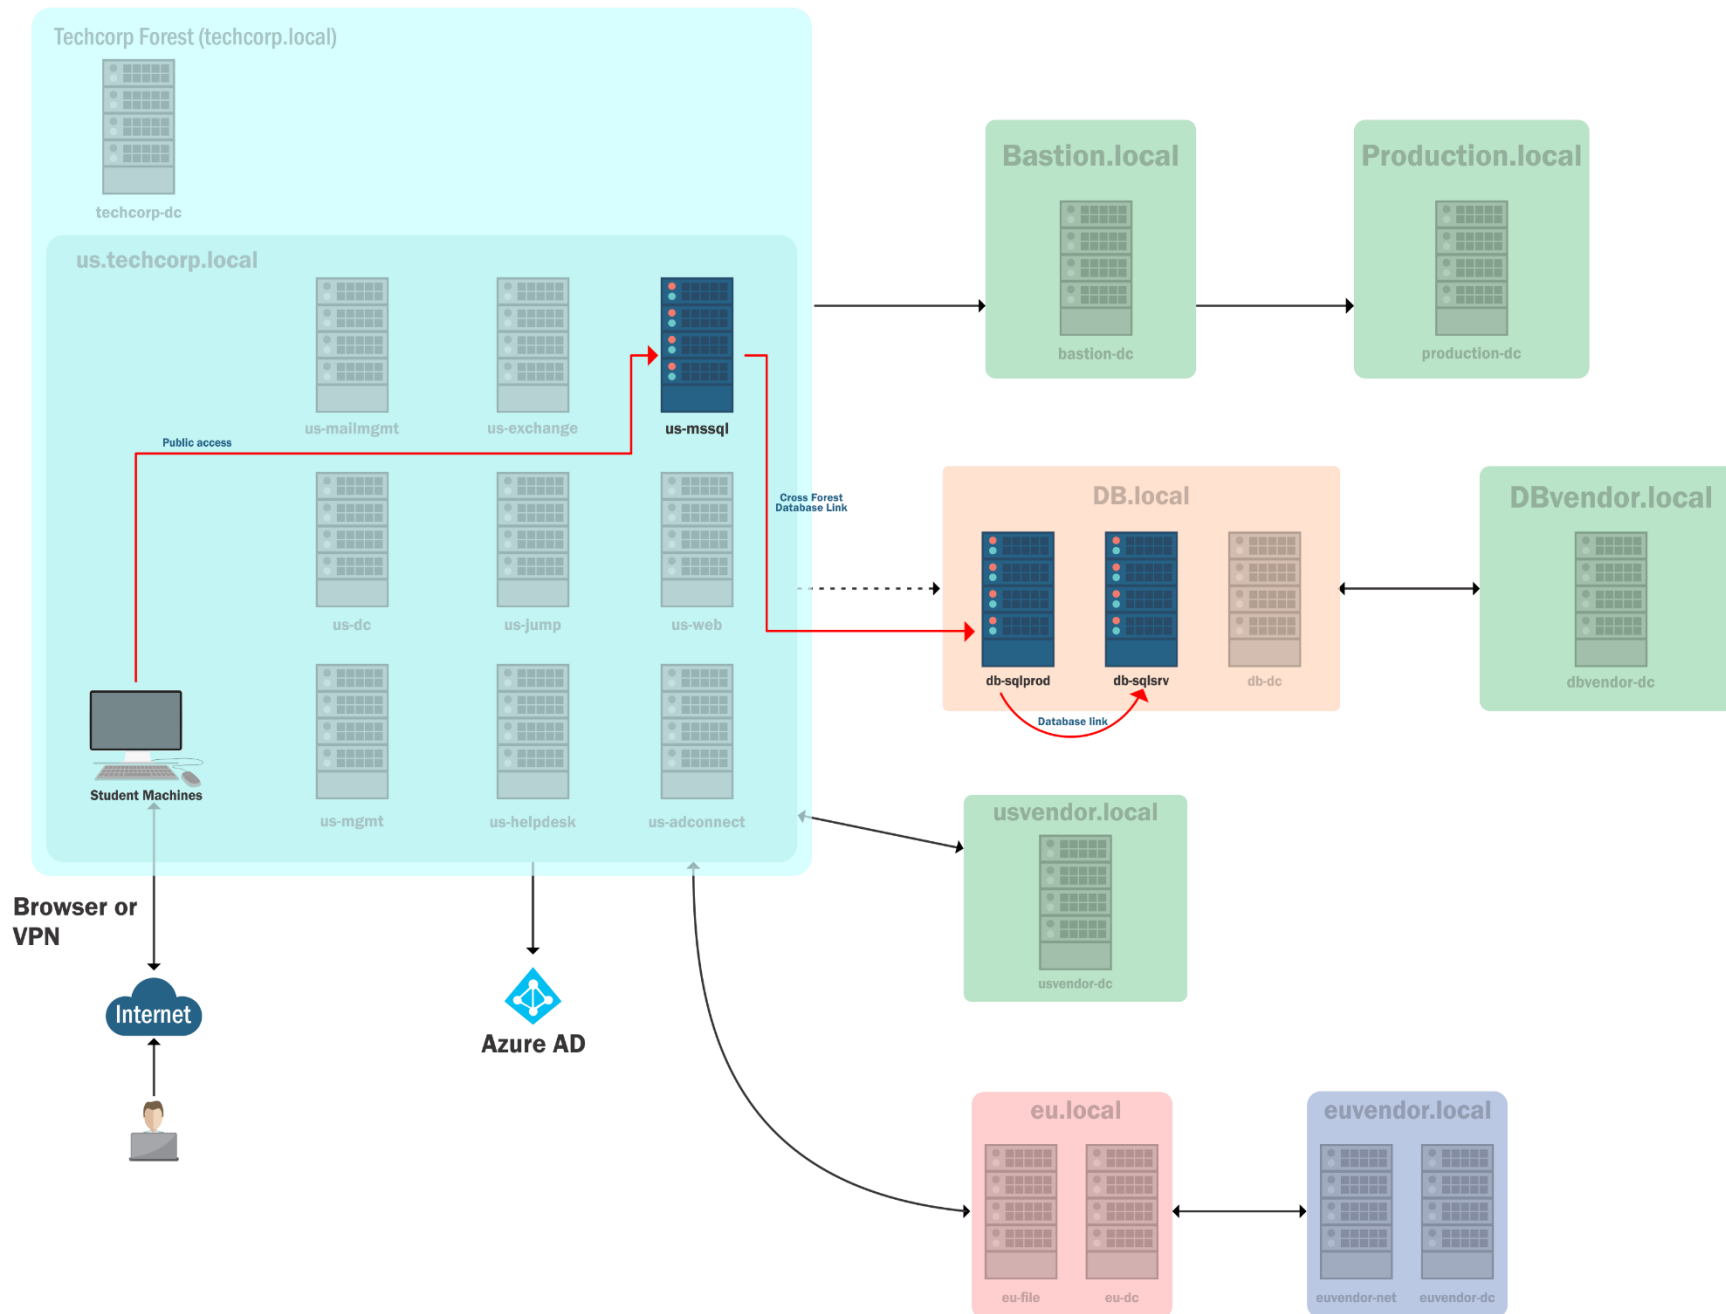 Techcorp Forest (techcorp.local)
techcorp-dc
Bastion.local
bastion-dc
Production.local
production-dc
us.techcorp.local
us-mailmgmt
us-exchange
us-mssql
Public access
Cross Forest
Database Link
us-dc
us-jump
us-web
DB.local
db-sqlprod
db-sqlsrv
db-dc
Database link
DBvendor.local
dbvendor-dc
Student Machines
us-mgmt
us-helpdesk
us-adconnect
usvendor.local
usvendor-dc
Browser or
VPN
Internet
Azure AD
eu.local
eu-file
eu-dc
euvendor.local
euvendor-net
euvendor-dc